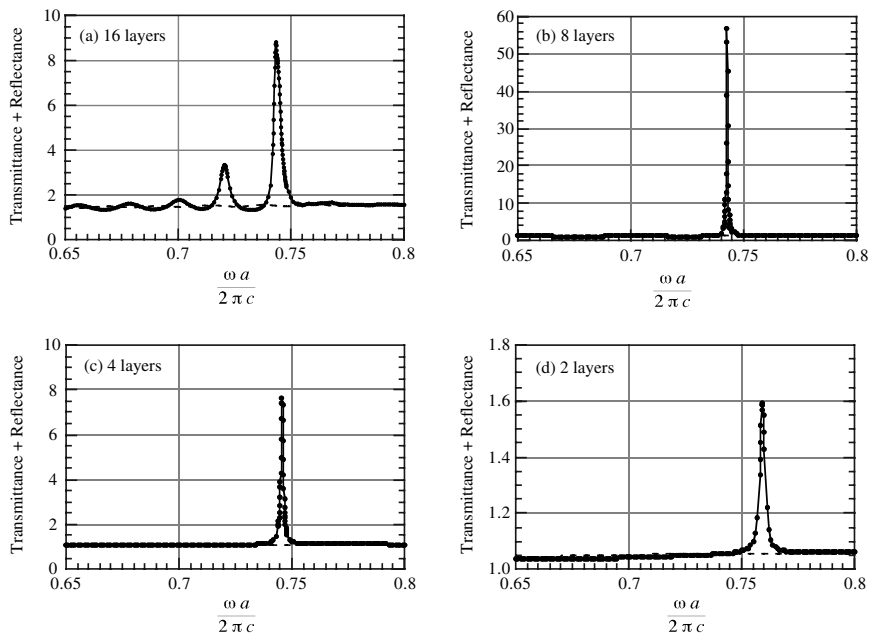 10
8
6
4
2
0
Transmittance + Reflectance
(a) 16 layers
0.65
0.7
0.75
0.8
ω a
2 π c
60
50
40
30
20
10
0
Transmittance + Reflectance
(b) 8 layers
0.65
0.7
0.75
0.8
ω a
2 π c
10
8
6
4
2
0
Transmittance + Reflectance
(c) 4 layers
0.65
0.7
0.75
0.8
ω a
2 π c
1.8
1.6
1.4
1.2
1.0
Transmittance + Reflectance
(d) 2 layers
0.65
0.7
0.75
0.8
ω a
2 π c